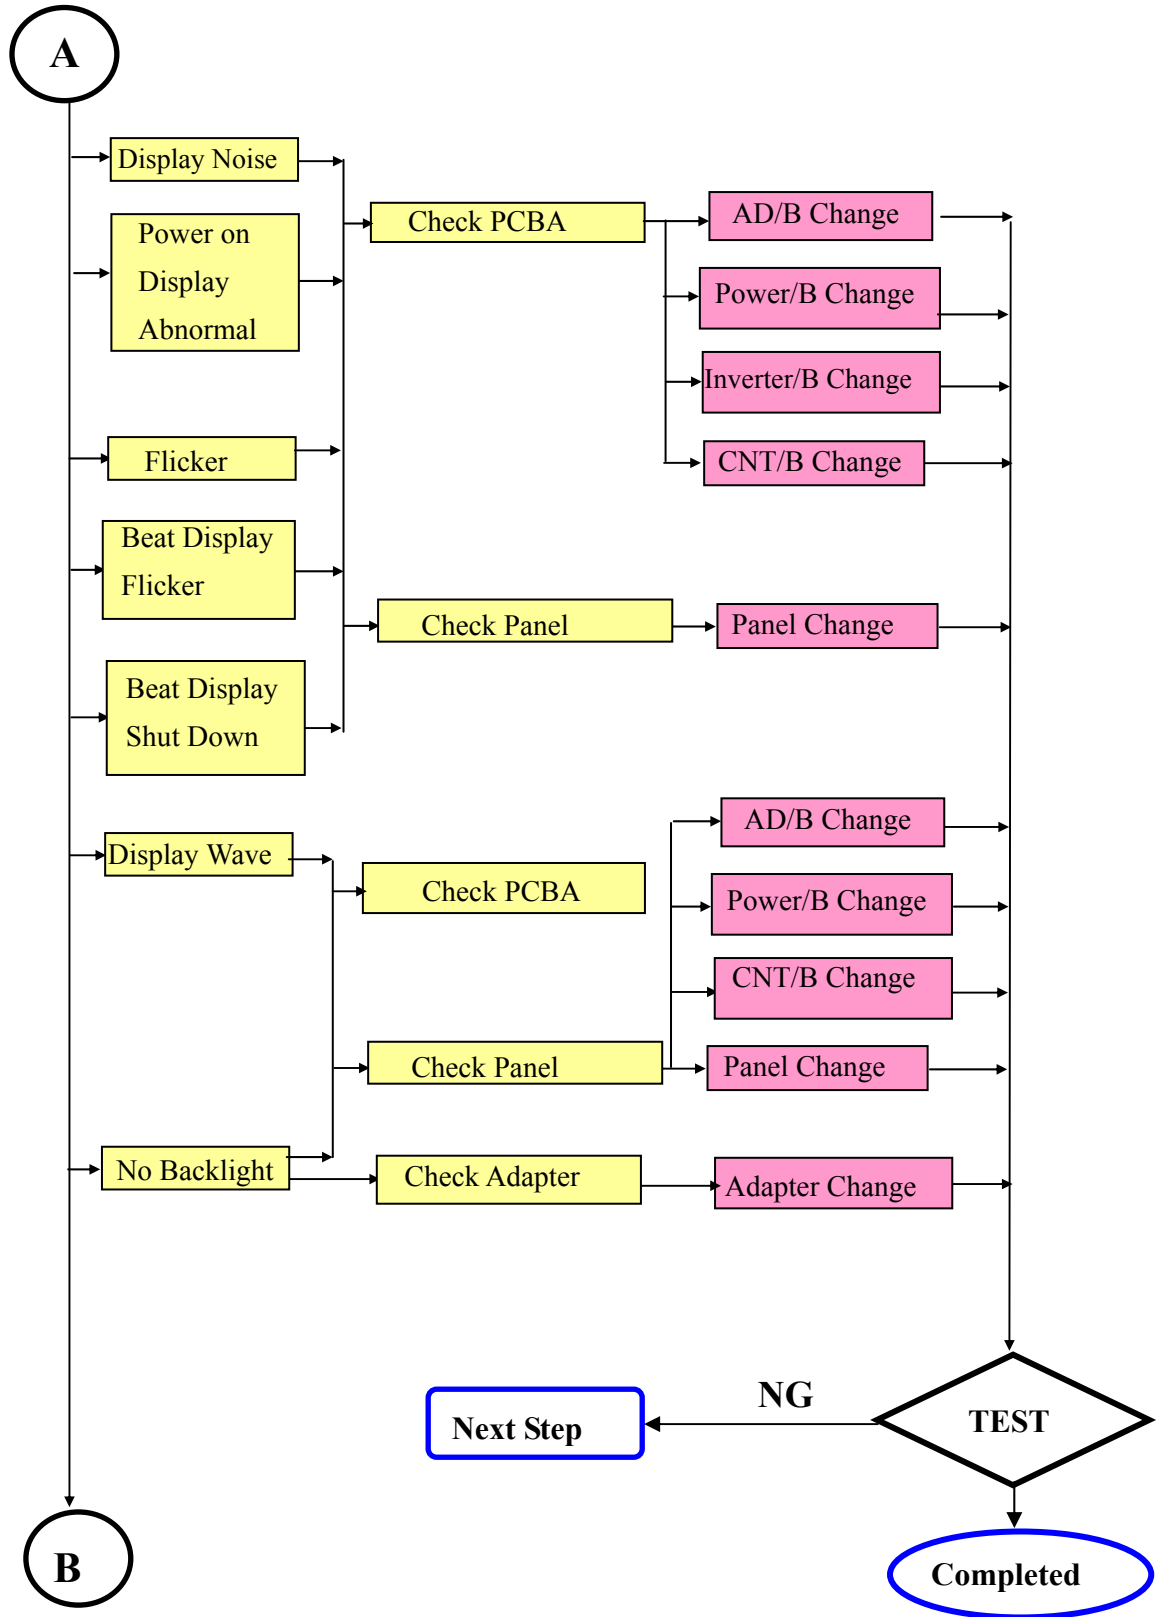 A
Display Noise
Check PCBA
AD/B Change
Power on
Display
Abnormal
Power/B Change
Inverter/B Change
Flicker
CNT/B Change
Beat Display
Flicker
Check Panel
Panel Change
Beat Display
Shut Down
AD/B Change
Display Wave
Check PCBA
Power/B Change
CNT/B Change
Check Panel
Panel Change
No Backlight
Check Adapter
Adapter Change
NG
Next Step
TEST
B
Completed